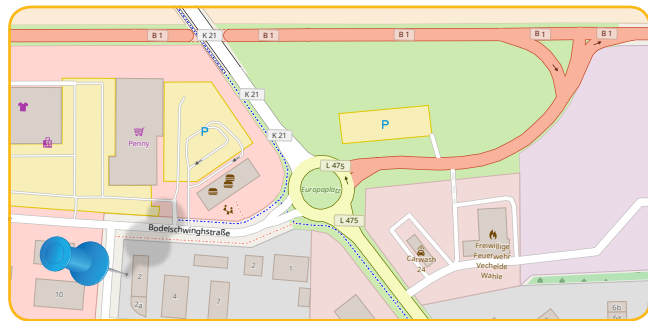 B 1
K 21
B 1
B 1
B 1
B 1
K 21
K 21
P
P
Penny
L 475
Europaplatz
L 475
Bodelschwinghstraße
Carwash
24
Freiwillige
Feuerwehr
Vechelde
Wahle
2
1
2
10
4
2a
7
6b
6a